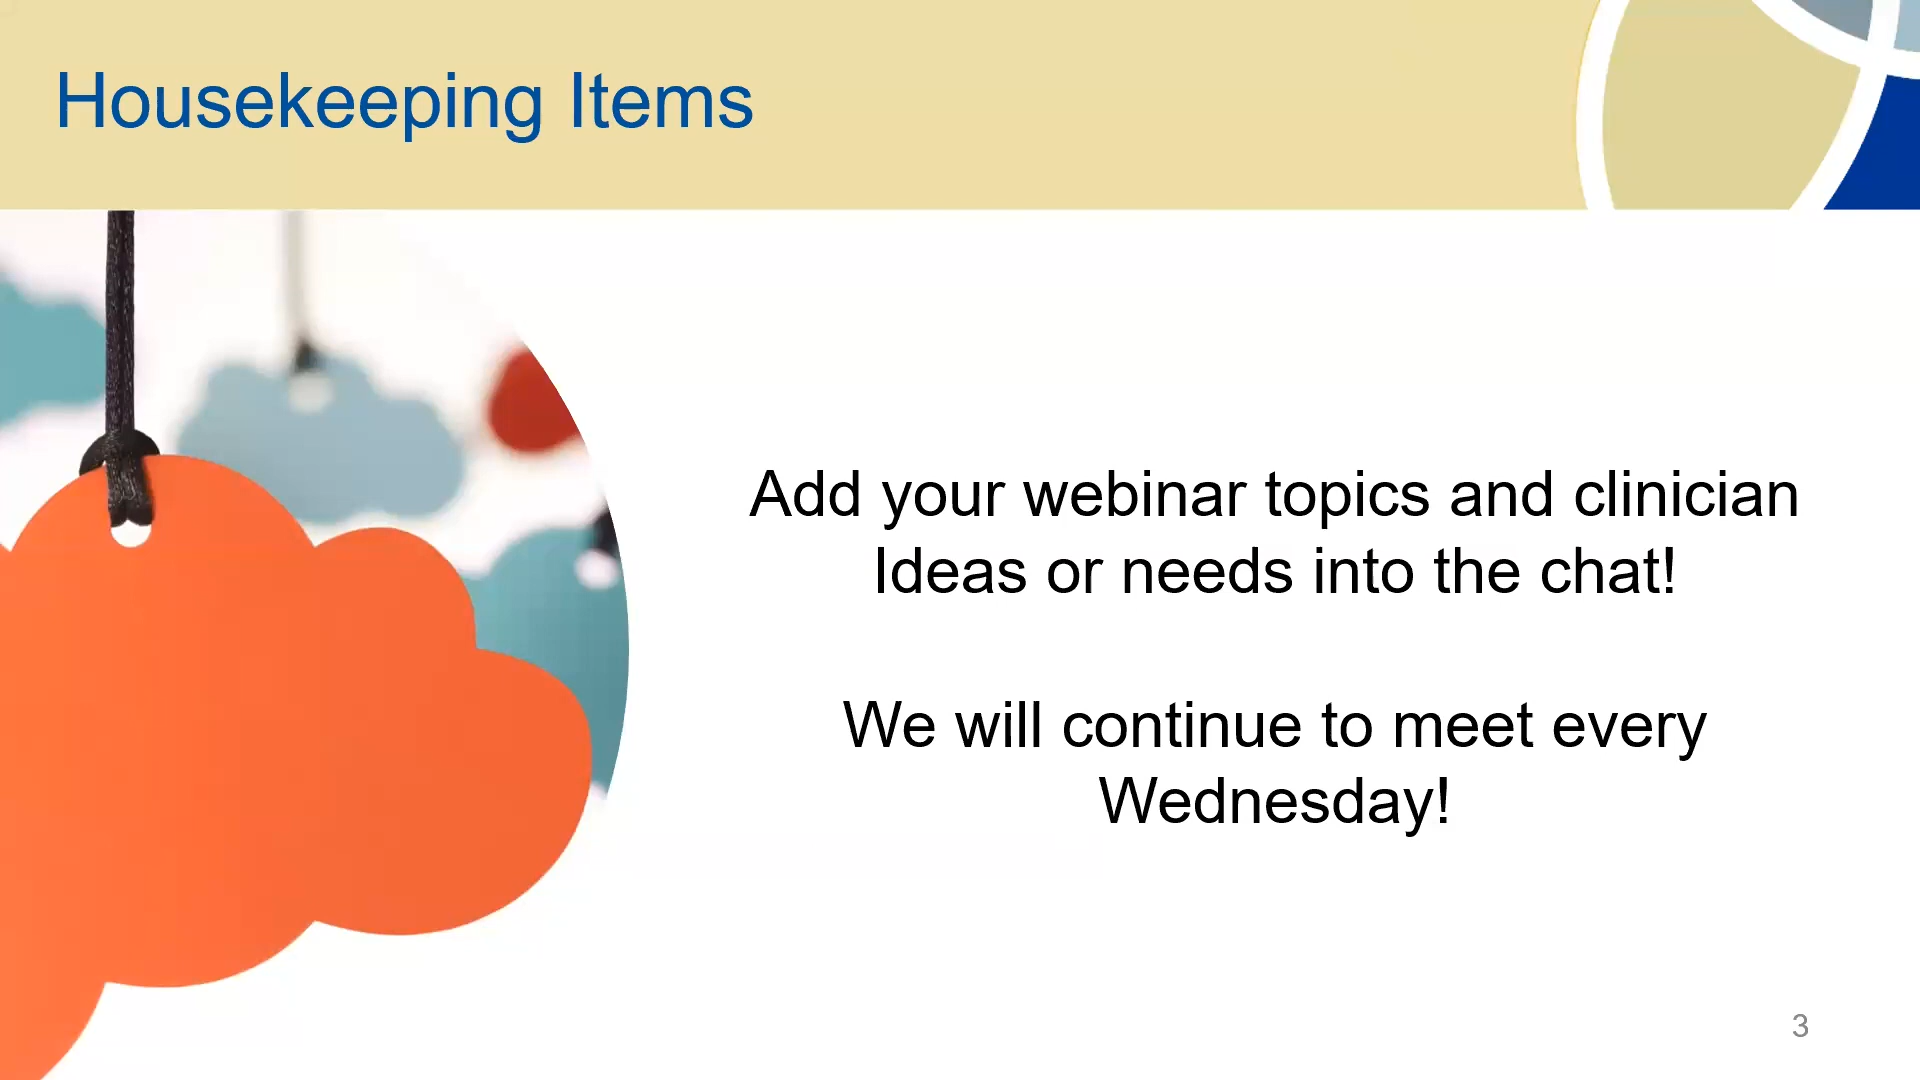 Housekeeping Items
Add your webinar topics and clinician
Ideas or needs into the chat!
We will continue to meet every
Wednesday!
3